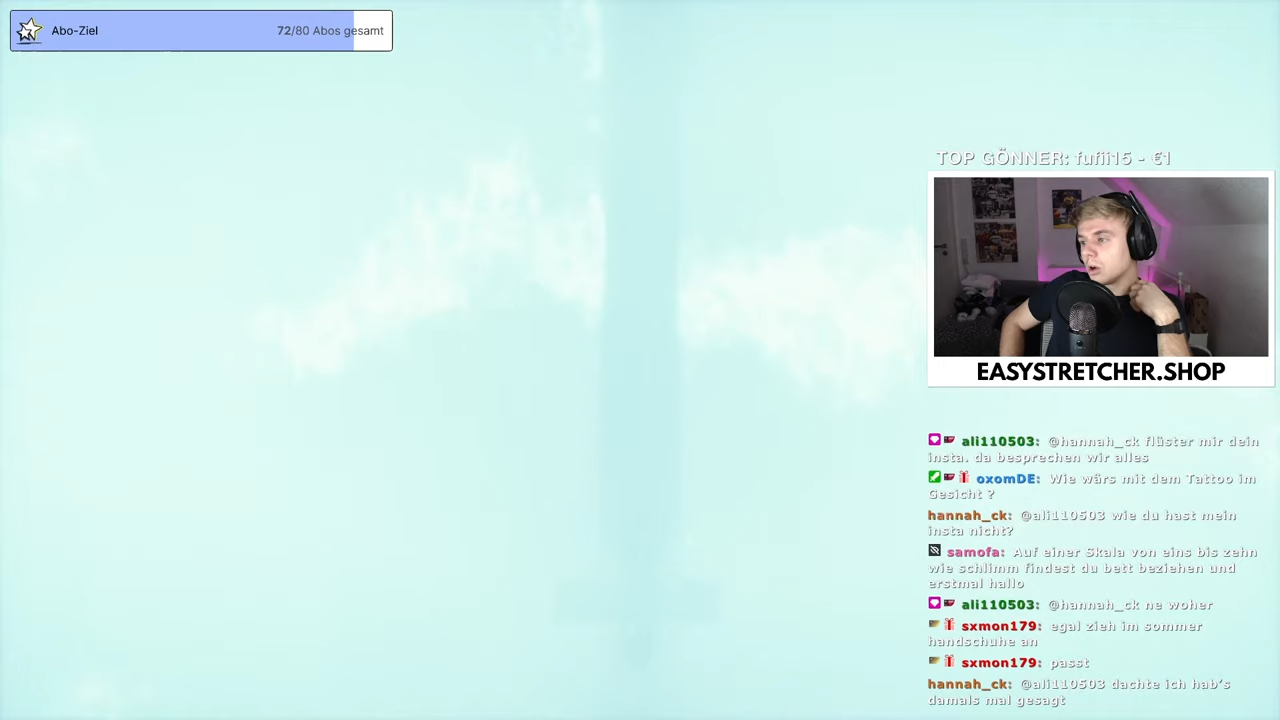 Abo-Ziel 72/80 Abos gesamt
TOP GÖNNER: fufii15 - €1
EASYSTRETCHER.SHOP
ali110503: @hannah_ck flüster mir dein
insta. da besprechen wir alles
oxomDE: Wie wärs mit dem Tattoo im
Gesicht ?
hannah_ck: @ali110503 wie du hast mein
insta nicht?
samofa: Auf einer Skala von eins bis zehn
wie schlimm findest du bett beziehen und
erstmal hallo
ali110503: @hannah_ck ne woher
sxmon179: egal zieh im sommer
handschuhe an
sxmon179: passt
hannah_ck: @ali110503 dachte ich hab's
damals mal gesagt